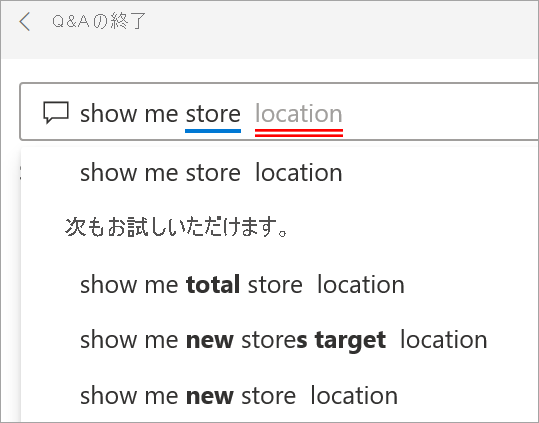 Q&Aの終了
show me store location
show me store location
次もお試しいただけます。
show me total store location
show me new stores target location
show me new store location